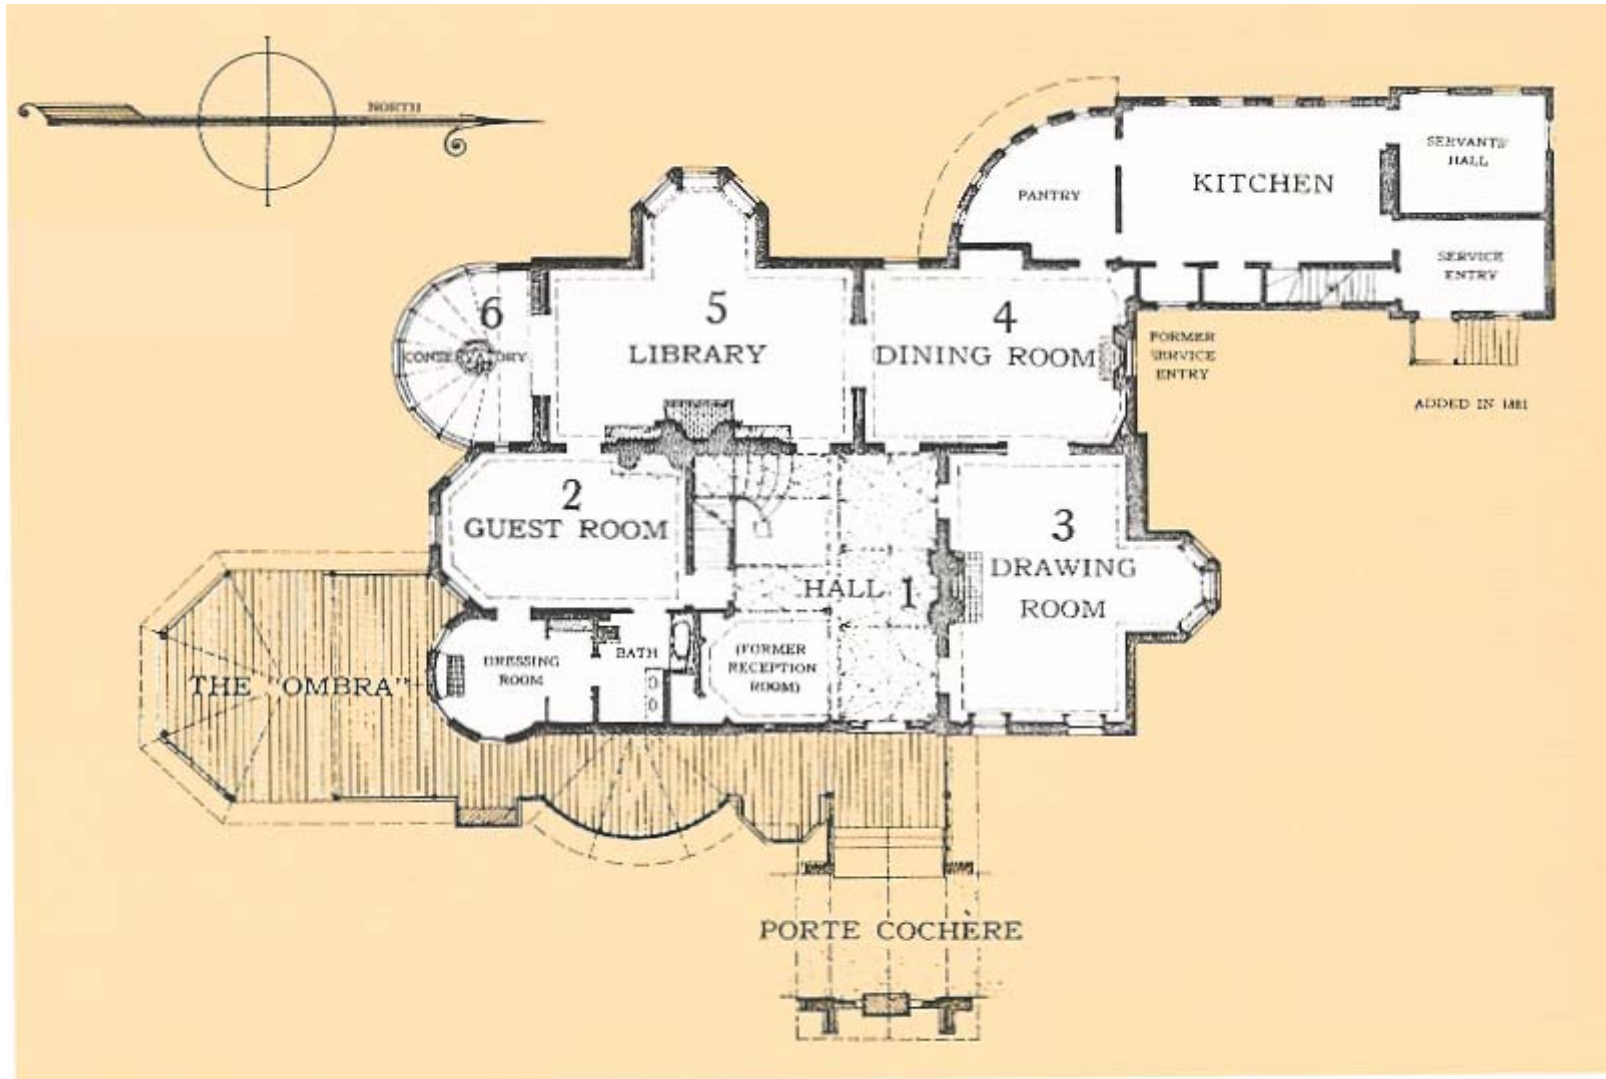 NORTH
SERVANTS'
HALL
KITCHEN
PANTRY
SERVICE
ENTRY
6
CONSERVATORY
5
LIBRARY
4
DINING ROOM
FORMER
SERVICE
ENTRY
ADDED IN 1881
2
GUEST ROOM
3
DRAWING
ROOM
HALL 1
(FORMER
RECEPTION
ROOM)
BATH
DRESSING
ROOM
THE "OMBRA"
PORTE COCHERE